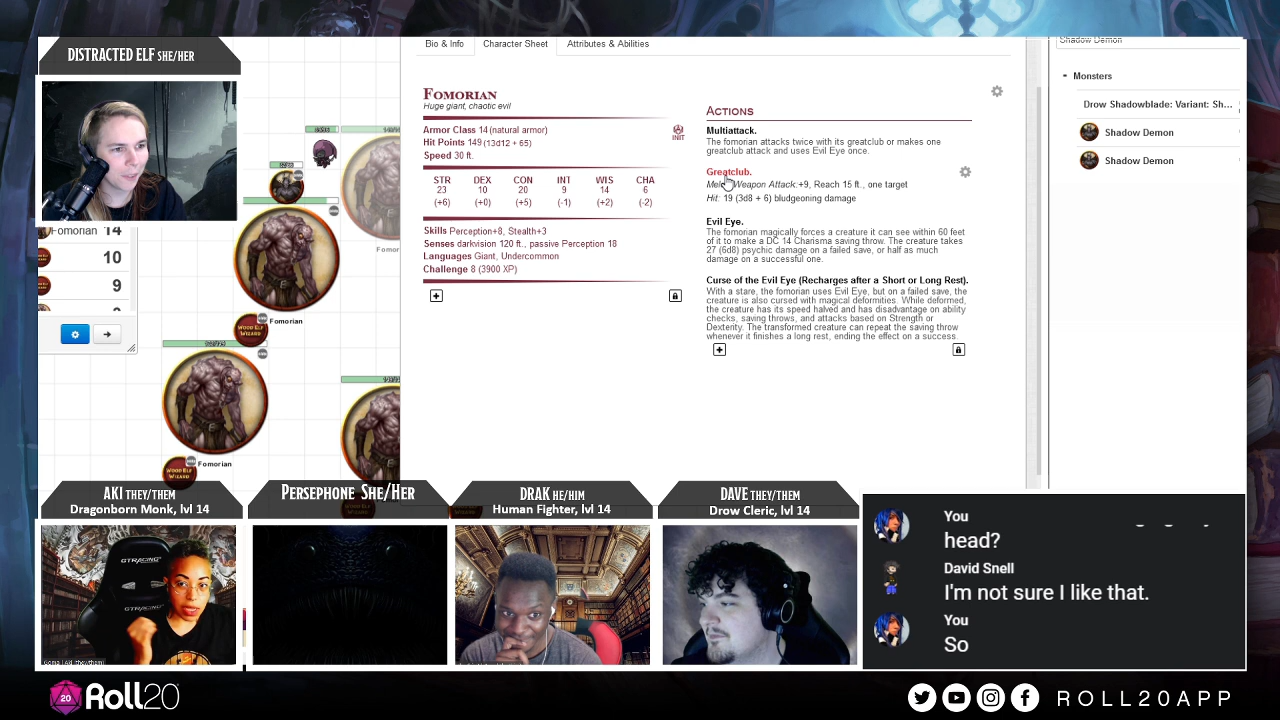 DISTRACTED ELF SHE/HER
Fomorian 14
10
9
Fomorian
Fomorian
WOOD ELF
WIZARD
WOOD ELF
WIZARD
Bio & Info
Character Sheet
Attributes & Abilities
FOMORIAN
Huge giant, chaotic evil
Armor Class 14 (natural armor)
Hit Points 149 (13d12 + 65)
Speed 30 ft.
INIT
STR DEX CON INT WIS CHA
23 10 20 9 14 6
(+6) (+0) (+5) (-1) (+2) (-2)
Skills Perception+8, Stealth+3
Senses darkvision 120 ft., passive Perception 18
Languages Giant, Undercommon
Challenge 8 (3900 XP)
ACTIONS
Multiattack.
The fomorian attacks twice with its greatclub or makes one
greatclub attack and uses Evil Eye once.
Greatclub.
Weapon Attack:+9, Reach 15 ft., one target
Hit: 19 (3d8 + 6) bludgeoning damage
Evil Eye.
The fomorian magically forces a creature it can see within 60 feet
of it to make a DC 14 Charisma saving throw. The creature takes
27 (6d8) psychic damage on a failed save, or half as much
damage on a successful one.
Curse of the Evil Eye (Recharges after a Short or Long Rest).
With a stare, the fomorian uses Evil Eye, but on a failed save, the
creature is also cursed with magical deformities. While deformed,
the creature has its speed halved and has disadvantage on ability
checks, saving throws, and attacks based on Strength or
Dexterity. The transformed creature can repeat the saving throw
whenever it finishes a long rest, ending the effect on a success.
Shadow Demon
Monsters
Drow Shadowblade: Variant: Sh...
Shadow Demon
Shadow Demon
AKI THEY/THEM
Dragonborn Monk, lvl 14
PERSEPHONE SHE/HER
DRAK HE/HIM
Human Fighter, lvl 14
DAVE THEY/THEM
Drow Cleric, lvl 14
GTRACING
GTRACING
You
head?
David Snell
I'm not sure I like that.
You
So
20
Roll20
ROLL20APP